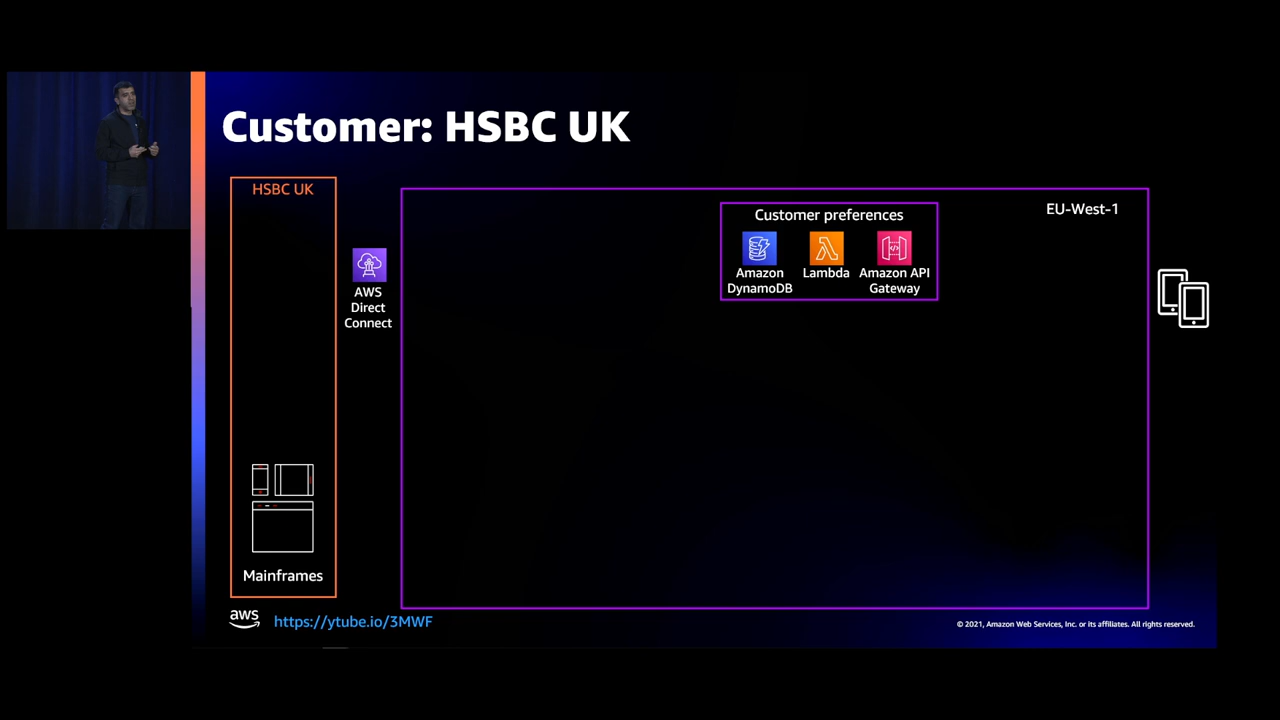 Customer: HSBC UK
HSBC UK
AWS
Direct
Connect
Mainframes
Customer preferences
Amazon
DynamoDB
Lambda
Amazon API
Gateway
EU-West-1
aws
https://ytube.io/3MWF
© 2021, Amazon Web Services, Inc. or its affiliates. All rights reserved.